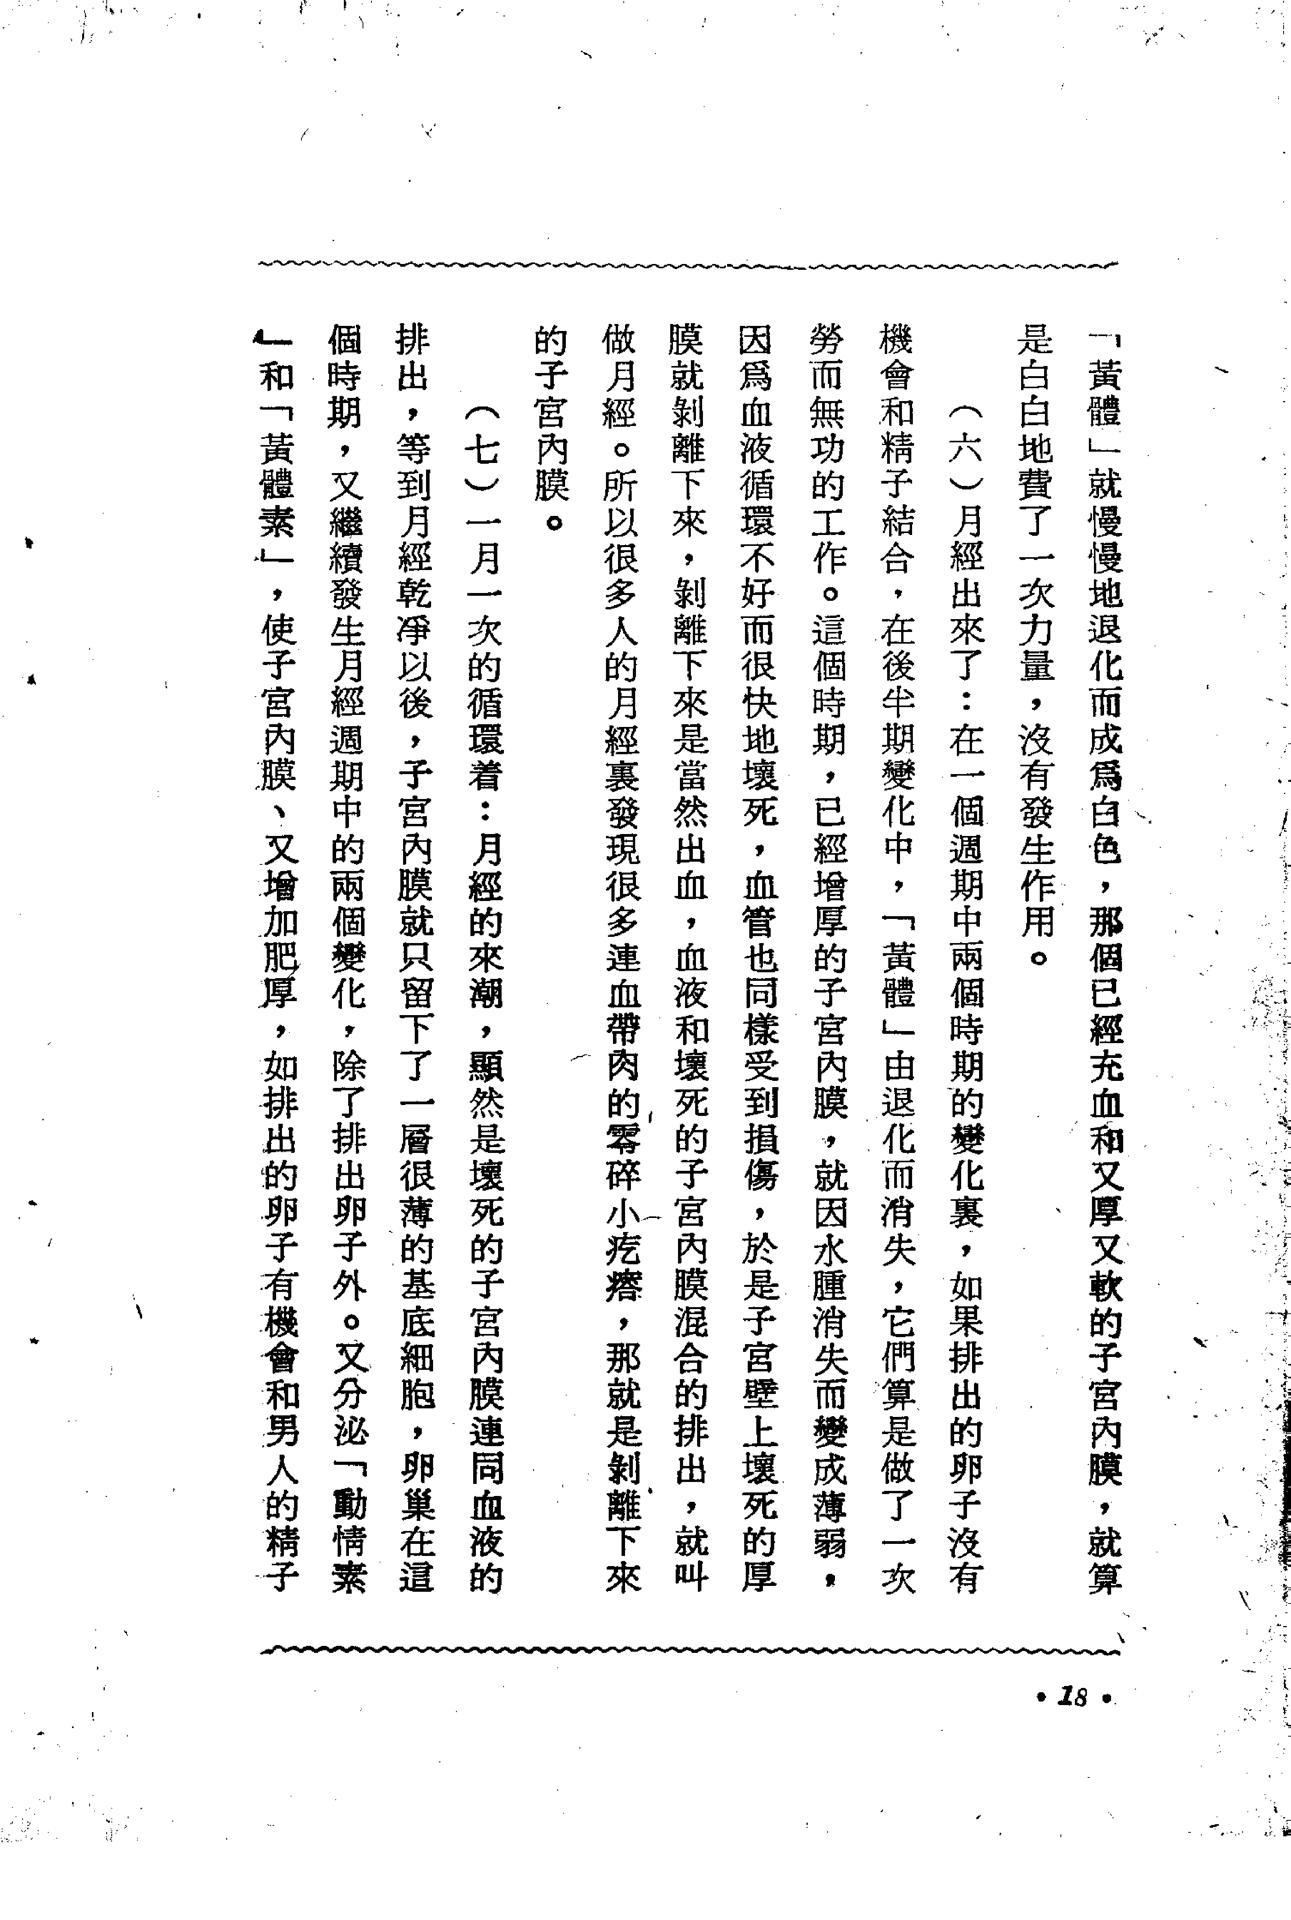 「黃體」就慢慢地退化而成爲白色，那個已經充血和又厚又軟的子宮內膜，就算
是白白地費了一次力量，沒有發生作用。
（六）月經出來了：在一個週期中兩個時期的變化裏，如果排出的卵子沒有
機會和精子結合，在後半期變化中，「黃體」由退化而消失，它們算是做了一次
勞而無功的工作。這個時期，已經增厚的子宮內膜，就因水腫消失而變成薄弱，
因爲血液循環不好而很快地壞死，血管也同樣受到損傷，於是子宮壁上壞死的厚
膜就剝離下來，剝離下來是當然出血，血液和壞死的子宮內膜混合的排出，就叫
做月經。所以很多人的月經裏發現很多連血帶肉的零碎小疙瘩，那就是剝離下來
的子宮內膜。
（七）一月一次的循環着：月經的來潮，顯然是壞死的子宮內膜連同血液的
排出，等到月經乾凈以後，子宮內膜就只留下了一層很薄的基底細胞，卵巢在這
個時期，又繼續發生月經週期中的兩個變化，除了排出卵子外。又分泌「動情素
」和「黃體素」，使子宮內膜、又增加肥厚，如排出的卵子有機會和男人的精子
•18•